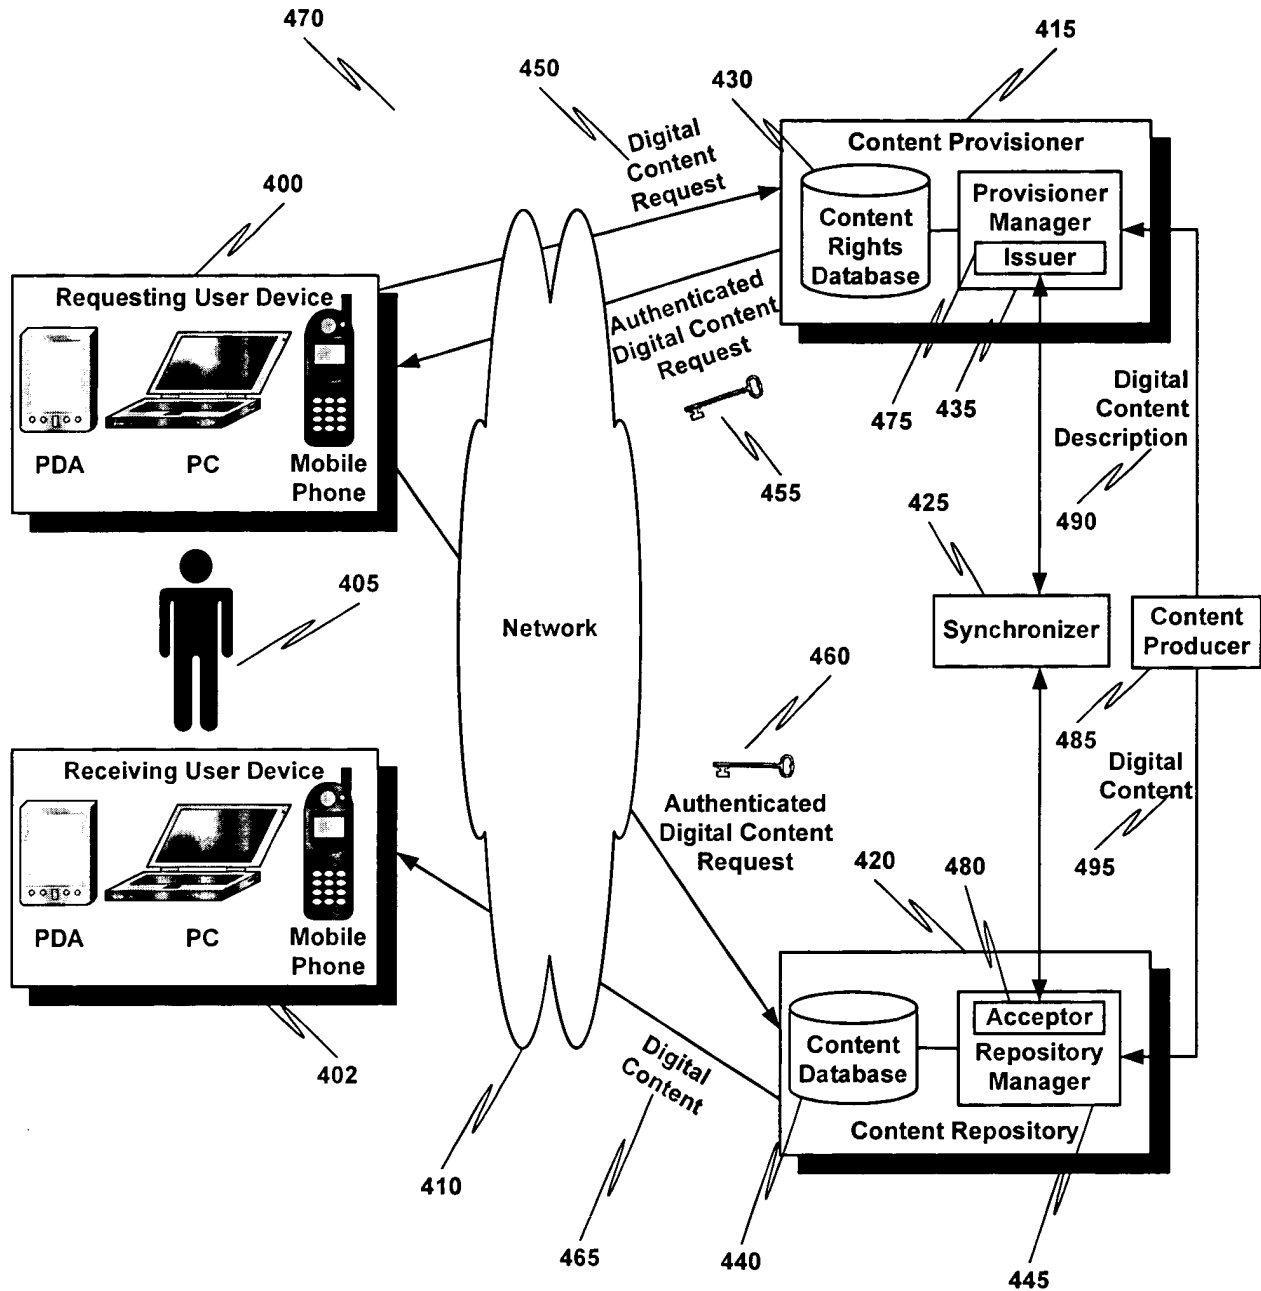 470
450
430
415
Digital
Content
Request
Content Provisioner
400
Content
Rights
Database
Provisioner
Manager
Issuer
Requesting User Device
Authenticated
Digital Content
Request
PDA
PC
Mobile
Phone
475
435
Digital
Content
Description
455
425
490
405
Network
Synchronizer
Content
Producer
460
485
Receiving User Device
Digital
Content
Authenticated
Digital Content
Request
420
480
495
PDA
PC
Mobile
Phone
Acceptor
Content
Database
Repository
Manager
402
Digital
Content
Content Repository
410
465
440
445